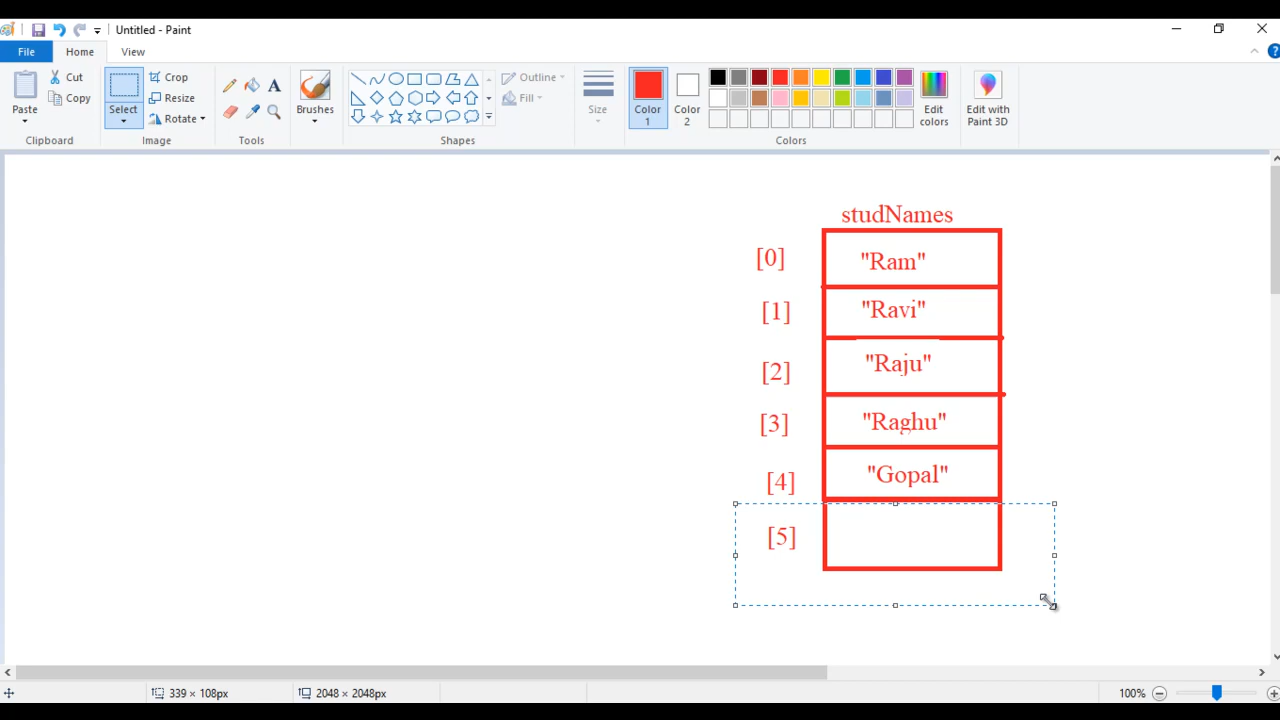 Untitled - Paint
File Home View
Paste
Cut
Copy
Clipboard
Select
Crop
Resize
Rotate
Image
A
Tools
Brushes
Shapes
Outline
Fill
Size
Color 1
Color 2
Edit colors
Colors
Edit with Paint 3D
studNames
[0] "Ram"
[1] "Ravi"
[2] "Raju"
[3] "Raghu"
[4] "Gopal"
[5]
339 × 108px 2048 × 2048px 100%